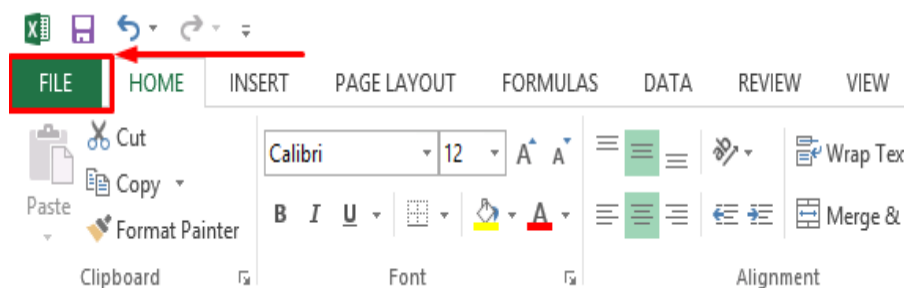 FILE HOME INSERT PAGE LAYOUT FORMULAS DATA REVIEW VIEW
Cut
Calibri 12 Wrap Tex
Copy
Paste
B I U A Merge &
Format Painter
Clipboard Font Alignment